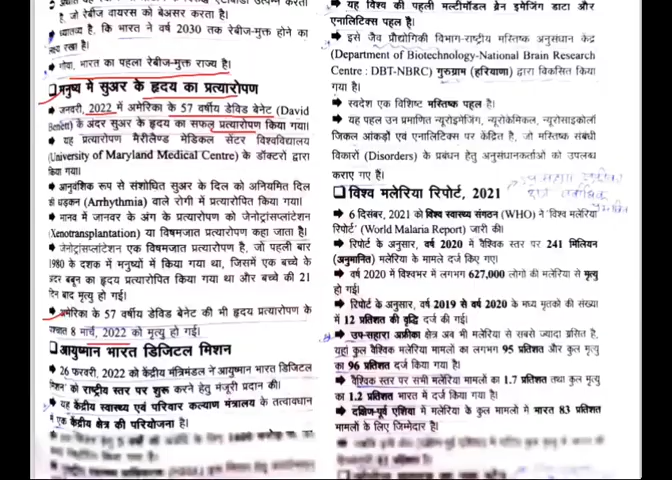 है, जो रेबीज वायरस को बेअसर करता है।
➡ ध्यातव्य है, कि भारत ने वर्ष 2030 तक रेबीज-मुक्त होने का
लक्ष्य रखा है।
➡ गोवा, भारत का पहला रेबीज-मुक्त राज्य है।
❑ मनुष्य में सुअर के हृदय का प्रत्यारोपण
➡ जनवरी, 2022 में अमेरिका के 57 वर्षीय डेविड बेनेट (David
Bennett) के अंदर सुअर के हृदय का सफल प्रत्यारोपण किया गया।
➡ यह प्रत्यारोपण मैरीलैण्ड मेडिकल सेंटर विश्वविद्यालय
(University of Maryland Medical Centre) के डॉक्टरों द्वारा
किया गया।
➡ आनुवंशिक रूप से संशोधित सुअर के दिल को अनियमित दिल
की धड़कन (Arrhythmia) वाले रोगी में प्रत्यारोपित किया गया।
➡ मानव में जानवर के अंग के प्रत्यारोपण को जेनोट्रांसप्लांटेशन
(Xenotransplantation) या विषमजात प्रत्यारोपण कहा जाता है।
➡ जेनोट्रांसप्लांटेशन एक विषमजात प्रत्यारोपण है, जो पहली बार
1980 के दशक में मनुष्यों में किया गया था, जिसमें एक बच्चे के
अंदर बबून का हृदय प्रत्यारोपित किया गया था और बच्चे की 21
दिन बाद मृत्यु हो गई।
➡ अमेरिका के 57 वर्षीय डेविड बेनेट की भी हृदय प्रत्यारोपण के
पश्चात 8 मार्च, 2022 को मृत्यु हो गई।
❑ आयुष्मान भारत डिजिटल मिशन
➡ 26 फरवरी, 2022 को केंद्रीय मंत्रिमंडल ने आयुष्मान भारत डिजिटल
मिशन' को राष्ट्रीय स्तर पर शुरू करने हेतु मंजूरी प्रदान की।
➡ यह केंद्रीय स्वास्थ्य एवं परिवार कल्याण मंत्रालय के तत्वाधान
में एक केंद्रीय क्षेत्र की परियोजना है।
➡ यह विश्व की पहली मल्टीमॉडल ब्रेन इमेजिंग डाटा और
एनालिटिक्स पहल है।
➡ इसे जैव प्रौद्योगिकी विभाग-राष्ट्रीय मस्तिष्क अनुसंधान केंद्र
(Department of Biotechnology-National Brain Research
Centre : DBT-NBRC) गुरुग्राम (हरियाणा) द्वारा विकसित किया
गया है।
➡ स्वदेश एक विशिष्ट मस्तिष्क पहल है।
➡ यह पहल उन प्रमाणित न्यूरोइमेजिंग, न्यूरोकेमिकल, न्यूरोसाइकोलॉ
जिकल आंकड़ों एवं एनालिटिक्स पर केंद्रित है, जो मस्तिष्क संबंधी
विकारों (Disorders) के प्रबंधन हेतु अनुसंधानकर्ताओं को उपलब्ध
कराए गए हैं।
❑ विश्व मलेरिया रिपोर्ट, 2021
➡ 6 दिसंबर, 2021 को विश्व स्वास्थ्य संगठन (WHO) ने 'विश्व मलेरिया
रिपोर्ट' (World Malaria Report) जारी की।
➡ रिपोर्ट के अनुसार, वर्ष 2020 में वैश्विक स्तर पर 241 मिलियन
(अनुमानित) मलेरिया के मामले दर्ज किए गए।
➡ वर्ष 2020 में विश्वभर में लगभग 627,000 लोगो की मलेरिया से मृत्यु
हो गई।
➡ रिपोर्ट के अनुसार, वर्ष 2019 से वर्ष 2020 के मध्य मृतको की संख्या
में 12 प्रतिशत की वृद्धि दर्ज की गई।
➡ उप-सहारा अफ्रीका क्षेत्र अब भी मलेरिया से सबसे ज्यादा ग्रसित है,
यहां कुल वैश्विक मलेरिया मामलों का लगभग 95 प्रतिशत और कुल मृत्यु
का 96 प्रतिशत दर्ज किया गया है।
➡ वैश्विक स्तर पर सभी मलेरिया मामलों का 1.7 प्रतिशत तथा कुल मृत्यु
का 1.2 प्रतिशत भारत में दर्ज किया गया है।
➡ दक्षिण-पूर्व एशिया में मलेरिया के कुल मामलों में भारत 83 प्रतिशत
मामलों के लिए जिम्मेदार है।